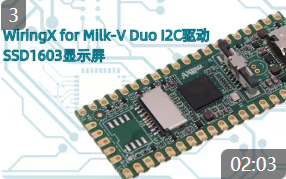 3
WiringX for Milk-V Duo I2C驱动
SSD1603显示屏
02:03